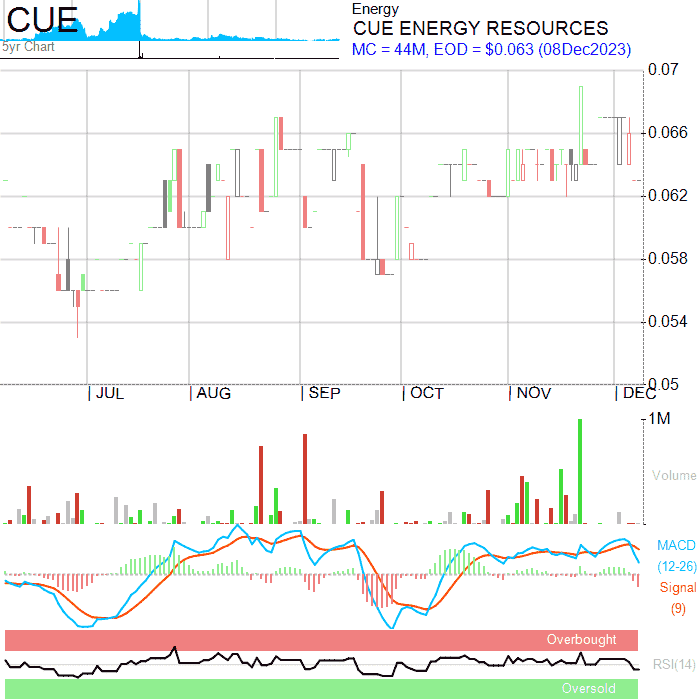 CUE
5yr Chart
Energy
CUE ENERGY RESOURCES
MC = 44M, EOD = $0.063 (08Dec2023)
0.07
0.066
0.062
0.058
0.054
0.05
JUL AUG SEP OCT NOV DEC
1M
Volume
MACD
(12-26)
Signal
(9)
Overbought
RSI(14)
Oversold